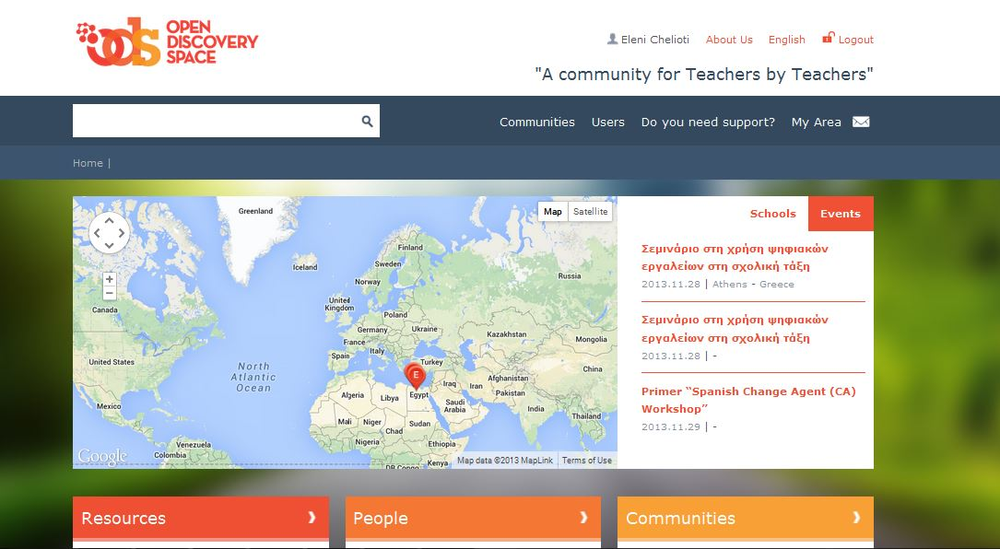 ods OPEN
DISCOVERY
SPACE
Eleni Chelioti About Us English Logout
"A community for Teachers by Teachers"
Communities Users Do you need support? My Area
Home |
Greenland
Iceland
Finland
Sweden
Norway
Russia
United
Kingdom
Canada
Poland
Germany
Ukraine
France
Kazakhstan
Mongolia
Italy
Spain
United States
Turkey
China
North
Atlantic
Ocean
E
Afghanistan
Iraq
Iran
Algeria
Libya
Egypt
Pakistan
Mexico
Saudi
Arabia
India
Mali
Niger
Sudan
Thailand
Chad
Venezuela
Nigeria
Ethiopia
Colombia
Kenya
DR Congo
Google
Map Satellite
Map data ©2013 MapLink Terms of Use
Schools Events
Σεμινάριο στη χρήση ψηφιακών
εργαλείων στη σχολική τάξη
2013.11.28 | Athens - Greece
Σεμινάριο στη χρήση ψηφιακών
εργαλείων στη σχολική τάξη
2013.11.28 | -
Primer “Spanish Change Agent (CA)
Workshop”
2013.11.29 | -
Resources
People
Communities